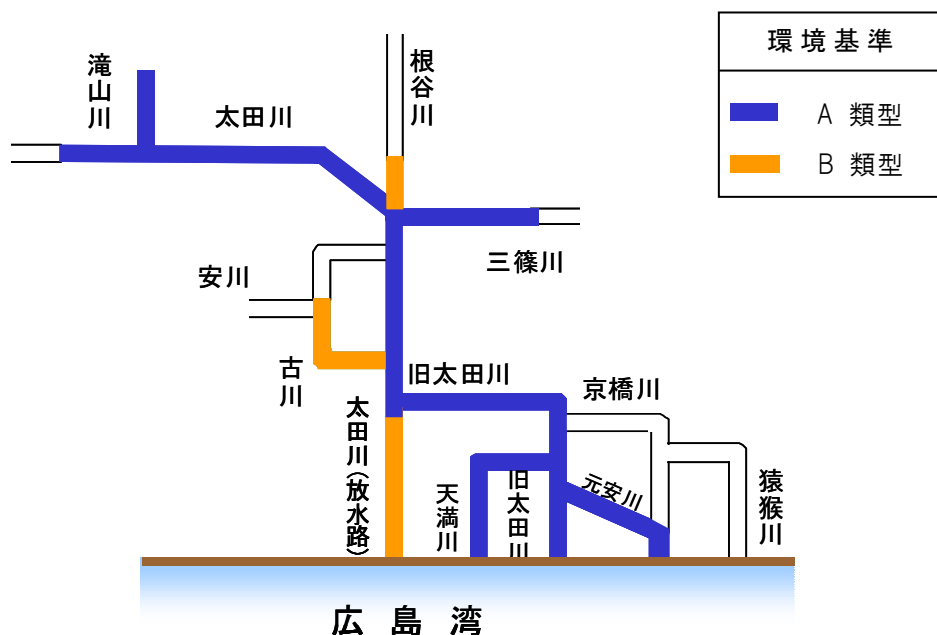 環境基準
A 類型
B 類型
滝山川
太田川
根谷川
三篠川
安川
古川
旧太田川
京橋川
太田川(放水路)
天満川
旧太田川
元安川
猿猴川
広島湾